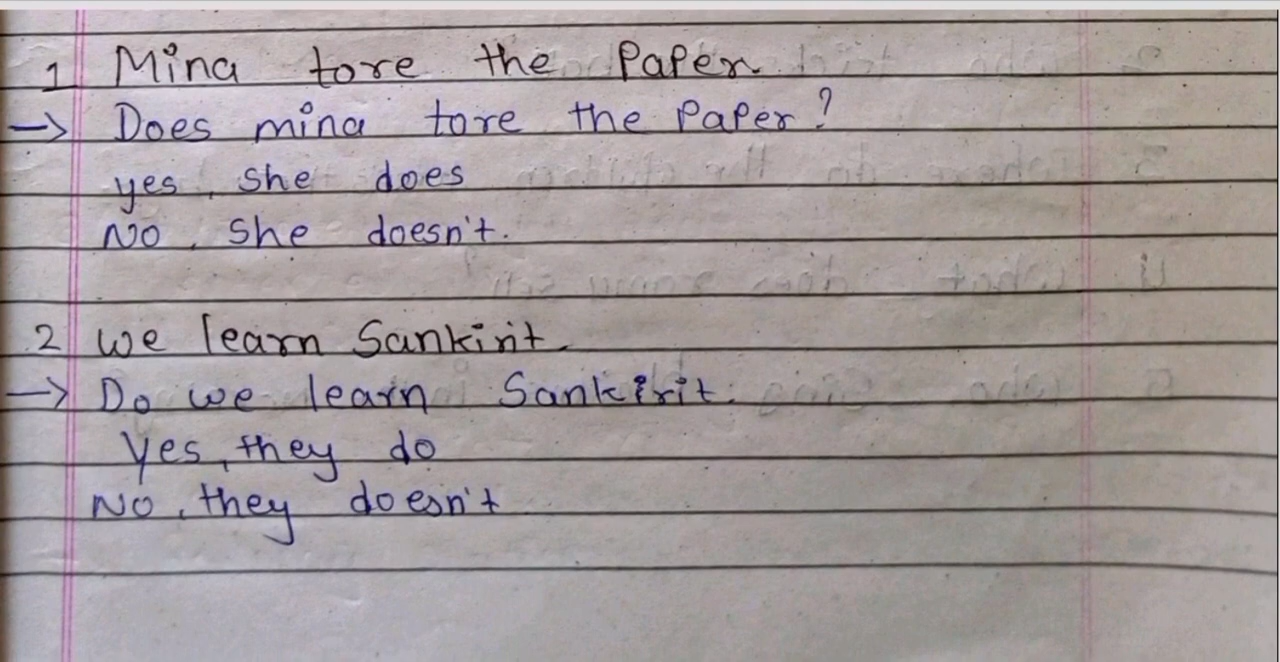 1 Mina tore the Paper.
→ Does mina tore the Paper?
yes, she does
No, she doesn't.
2 we learn Sankirit.
→ Do we learn Sankirit.
Yes, they do
No, they doesn't